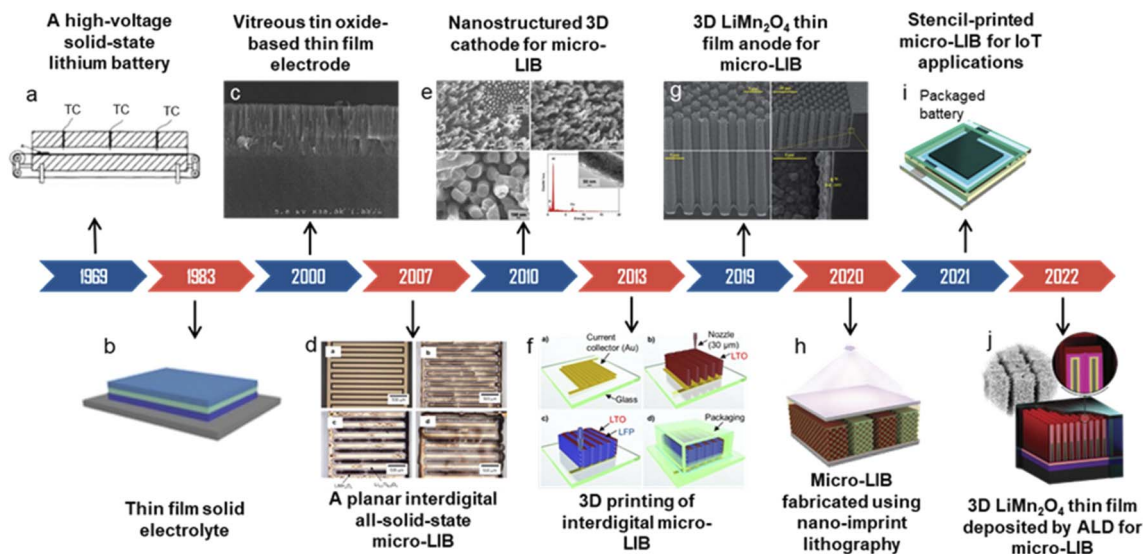 A high-voltage
solid-state
lithium battery
Vitreous tin oxide-
based thin film
electrode
Nanostructured 3D
cathode for micro-
LIB
3D LiMn₂O₄ thin
film anode for
micro-LIB
Stencil-printed
micro-LIB for IoT
applications
a
TC
TC
TC
c
e
g
i
Packaged
battery
1969
1983
2000
2007
2010
2013
2019
2020
2021
2022
b
d
a
b
c
d
f
a)
Current
collector (Au)
Glass
b)
Nozzle
(30 µm)
LTO
c)
LTO
LFP
d)
Packaging
h
j
Thin film solid
electrolyte
A planar interdigital
all-solid-state
micro-LIB
3D printing of
interdigital micro-
LIB
Micro-LIB
fabricated using
nano-imprint
lithography
3D LiMn₂O₄ thin film
deposited by ALD for
micro-LIB